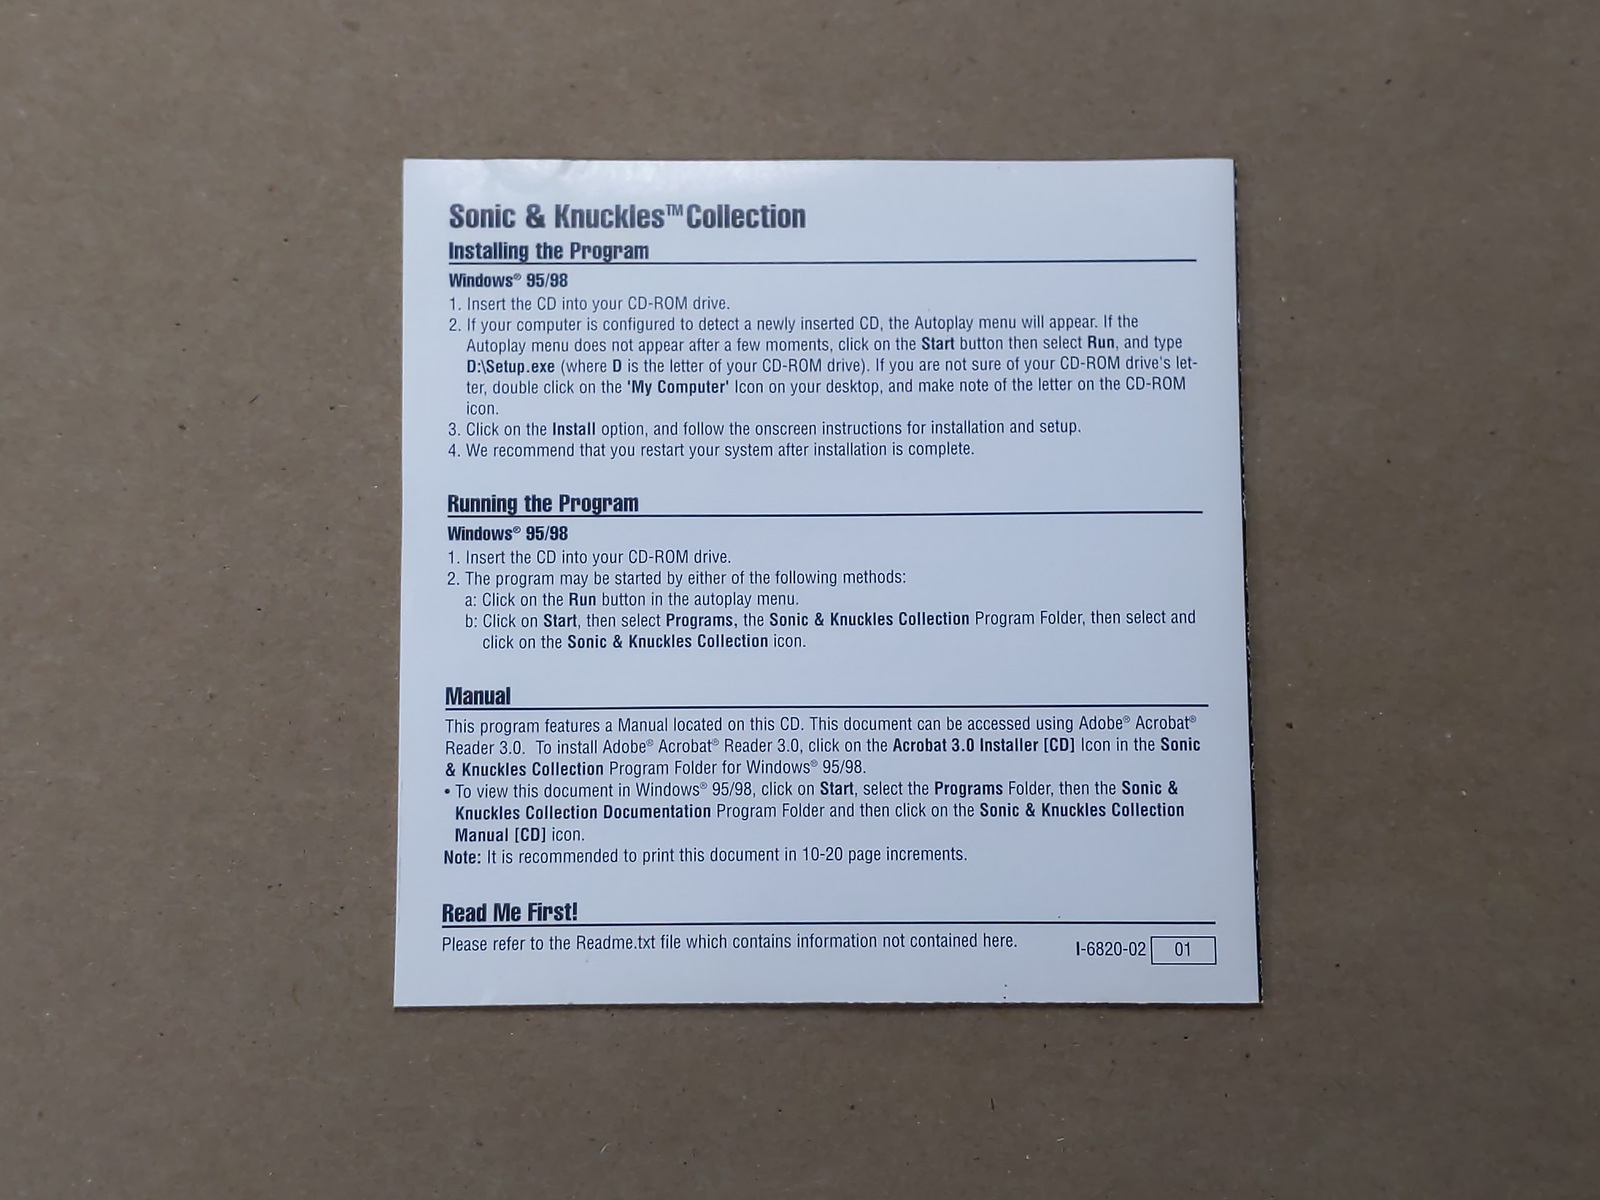 Sonic & Knuckles™ Collection
Installing the Program
Windows® 95/98
1. Insert the CD into your CD-ROM drive.
2. If your computer is configured to detect a newly inserted CD, the Autoplay menu will appear. If the
Autoplay menu does not appear after a few moments, click on the Start button then select Run, and type
D:\Setup.exe (where D is the letter of your CD-ROM drive). If you are not sure of your CD-ROM drive's let-
ter, double click on the 'My Computer' Icon on your desktop, and make note of the letter on the CD-ROM
icon.
3. Click on the Install option, and follow the onscreen instructions for installation and setup.
4. We recommend that you restart your system after installation is complete.
Running the Program
Windows® 95/98
1. Insert the CD into your CD-ROM drive.
2. The program may be started by either of the following methods:
a: Click on the Run button in the autoplay menu.
b: Click on Start, then select Programs, the Sonic & Knuckles Collection Program Folder, then select and
click on the Sonic & Knuckles Collection icon.
Manual
This program features a Manual located on this CD. This document can be accessed using Adobe® Acrobat®
Reader 3.0. To install Adobe® Acrobat® Reader 3.0, click on the Acrobat 3.0 Installer [CD] Icon in the Sonic
& Knuckles Collection Program Folder for Windows® 95/98.
• To view this document in Windows® 95/98, click on Start, select the Programs Folder, then the Sonic &
Knuckles Collection Documentation Program Folder and then click on the Sonic & Knuckles Collection
Manual [CD] icon.
Note: It is recommended to print this document in 10-20 page increments.
Read Me First!
Please refer to the Readme.txt file which contains information not contained here.
I-6820-02 01